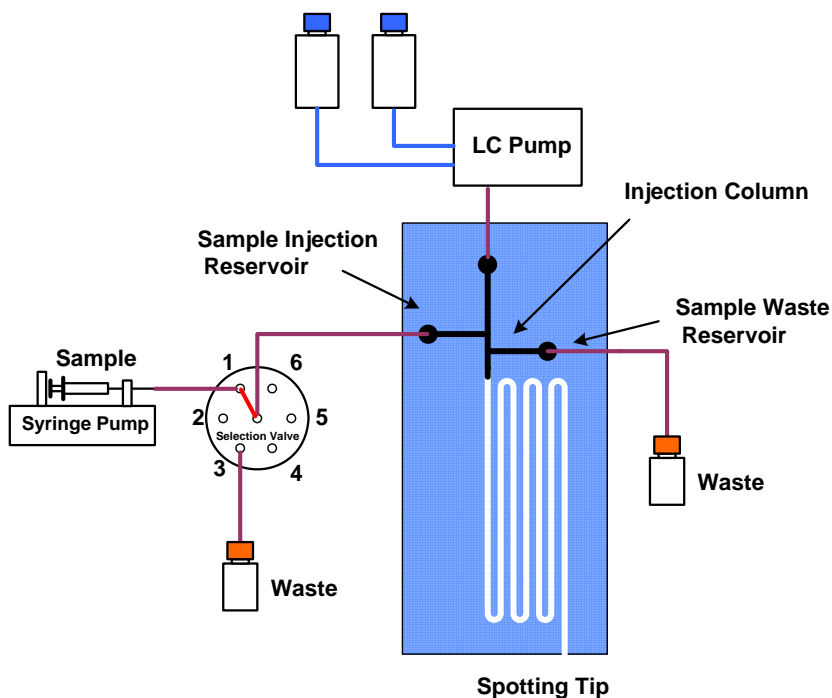 LC Pump
Injection Column
Sample Injection
Reservoir
Sample Waste
Reservoir
Sample
1
6
2
5
Syringe Pump
Selection Valve
3
4
Waste
Waste
Spotting Tip